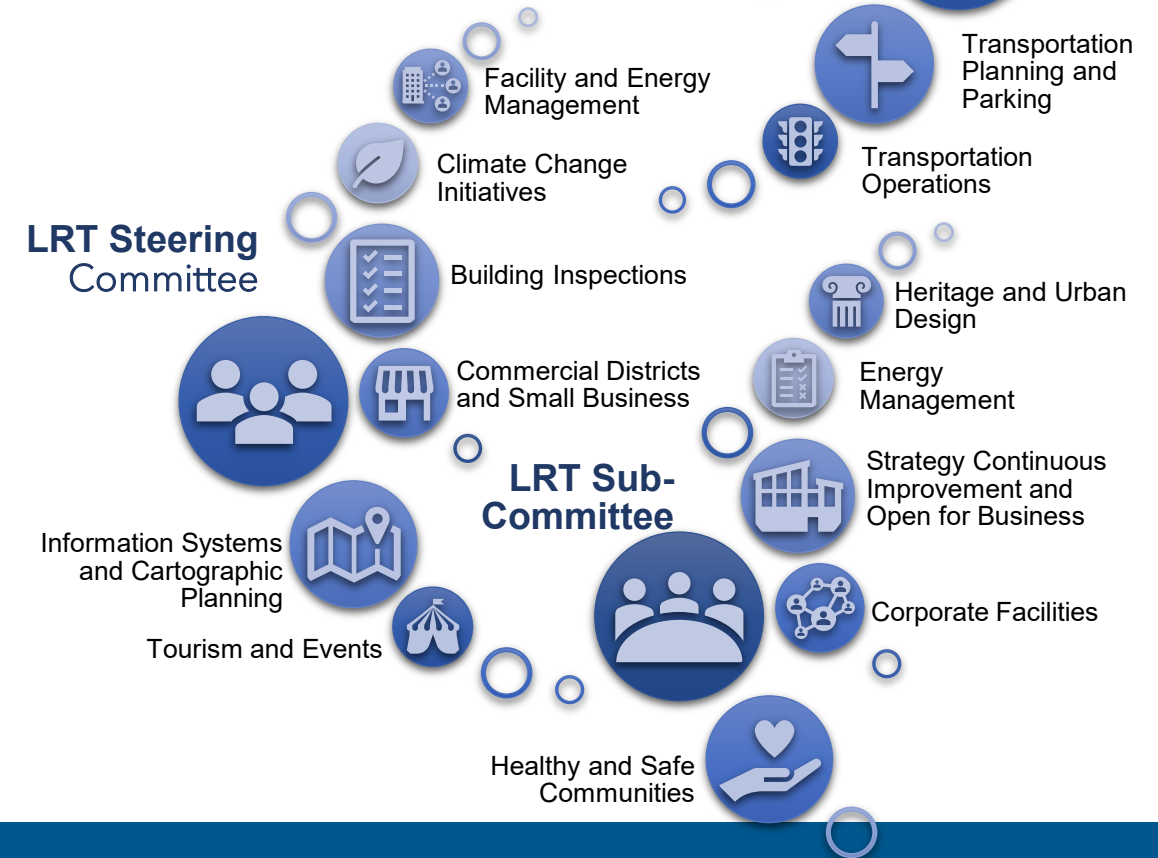 Transportation
Planning and
Parking
Facility and Energy
Management
Climate Change
Initiatives
Transportation
Operations
LRT Steering
Committee
Building Inspections
Heritage and Urban
Design
Commercial Districts
and Small Business
Energy
Management
LRT Sub-
Committee
Strategy Continuous
Improvement and
Open for Business
Information Systems
and Cartographic
Planning
Tourism and Events
Corporate Facilities
Healthy and Safe
Communities